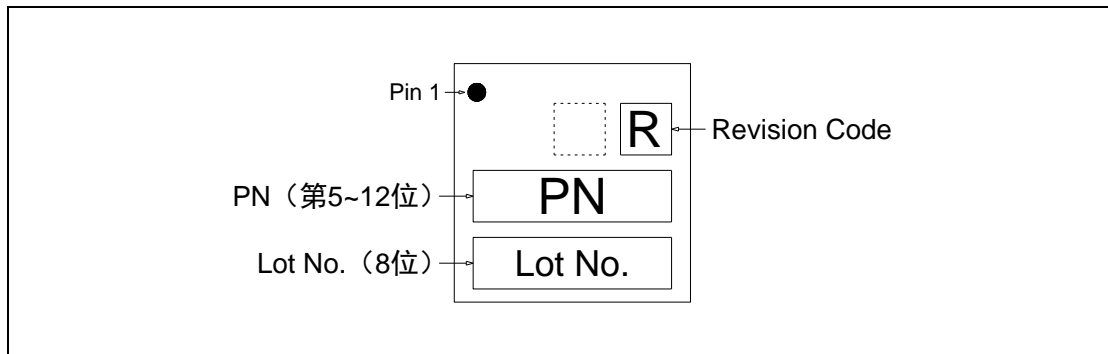 Pin 1
R
Revision Code
PN（第5~12位）
PN
Lot No.（8位）
Lot No.